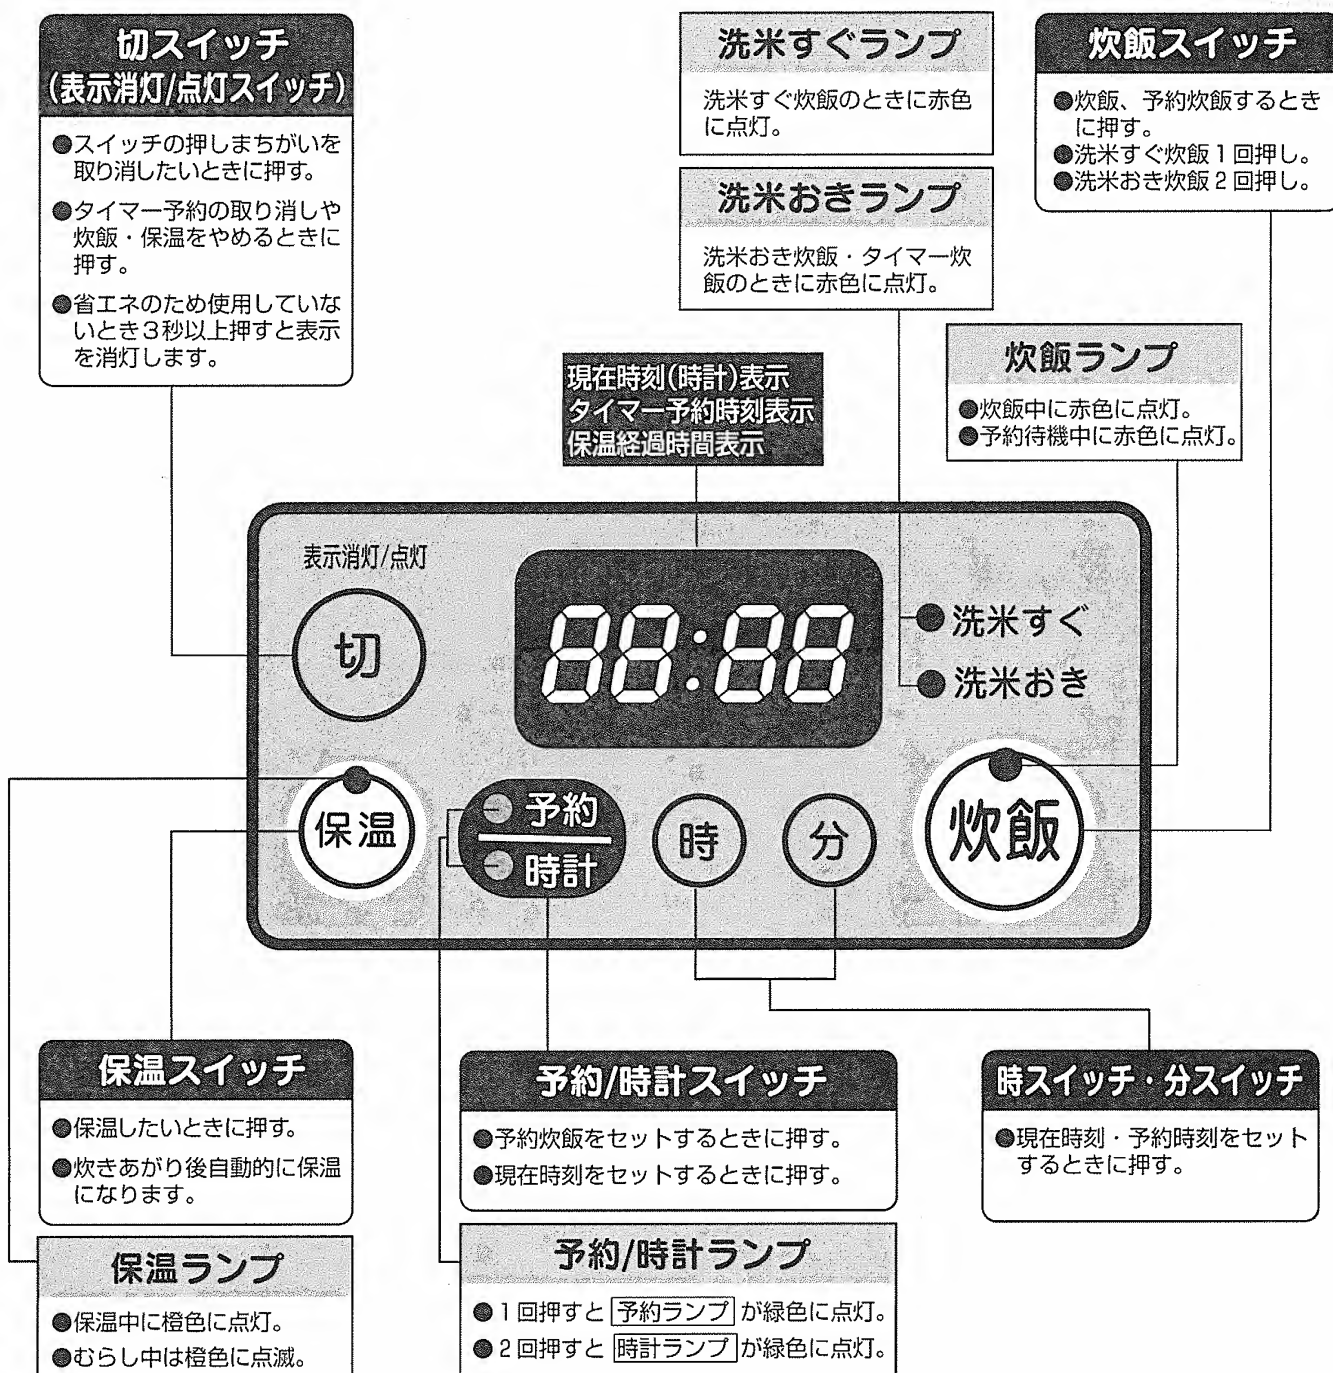 切スイッチ
(表示消灯/点灯スイッチ)
●スイッチの押しまちがいを
取り消したいときに押す。
●タイマー予約の取り消しや
炊飯・保温をやめるときに
押す。
●省エネのため使用していな
いとき3秒以上押すと表示
を消灯します。
洗米すぐランプ
洗米すぐ炊飯のときに赤色
に点灯。
洗米おきランプ
洗米おき炊飯・タイマー炊
飯のときに赤色に点灯。
炊飯スイッチ
●炊飯、予約炊飯するとき
に押す。
●洗米すぐ炊飯1回押し。
●洗米おき炊飯2回押し。
炊飯ランプ
●炊飯中に赤色に点灯。
●予約待機中に赤色に点灯。
現在時刻(時計)表示
タイマー予約時刻表示
保温経過時間表示
表示消灯/点灯
切
88:88
洗米すぐ
洗米おき
保温
予約
時計
時
分
炊飯
保温スイッチ
●保温したいときに押す。
●炊きあがり後自動的に保温
になります。
保温ランプ
●保温中に橙色に点灯。
●むらし中は橙色に点滅。
予約/時計スイッチ
●予約炊飯をセットするときに押す。
●現在時刻をセットするときに押す。
予約/時計ランプ
●1回押すと 予約ランプ が緑色に点灯。
●2回押すと 時計ランプ が緑色に点灯。
時スイッチ・分スイッチ
●現在時刻・予約時刻をセット
するときに押す。